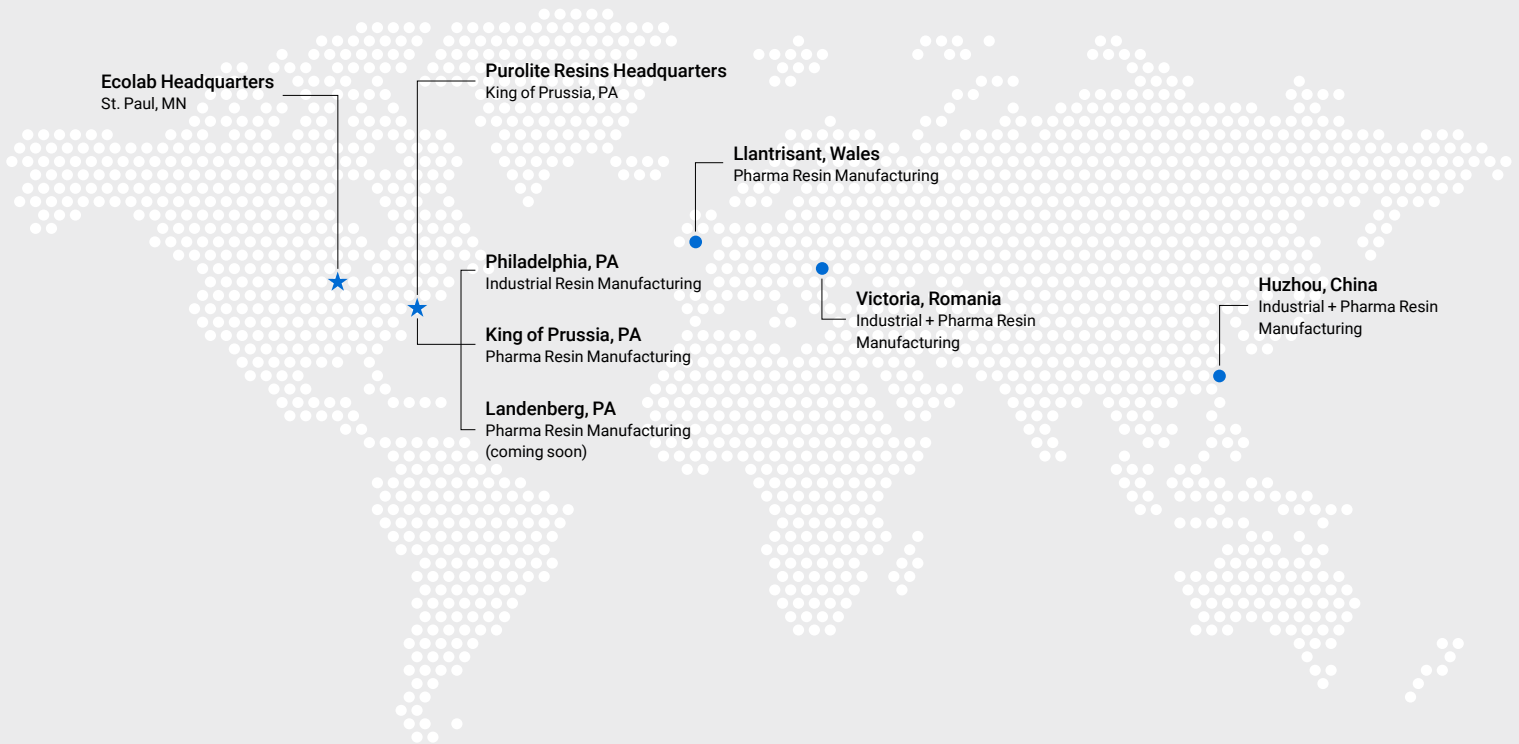 Ecolab Headquarters
St. Paul, MN
Purolite Resins Headquarters
King of Prussia, PA
Llantrisant, Wales
Pharma Resin Manufacturing
Philadelphia, PA
Industrial Resin Manufacturing
King of Prussia, PA
Pharma Resin Manufacturing
Landenberg, PA
Pharma Resin Manufacturing
(coming soon)
Victoria, Romania
Industrial + Pharma Resin
Manufacturing
Huzhou, China
Industrial + Pharma Resin
Manufacturing